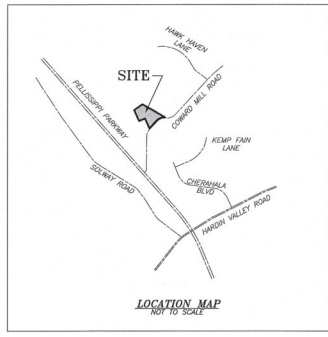 HAWK HAVEN
LANE
SITE
COWARD MILL ROAD
PELLISSIPPI PARKWAY
KEMP FAIN
LANE
SOLWAY ROAD
CHERAHALA
BLVD
HARDIN VALLEY ROAD
LOCATION MAP
NOT TO SCALE